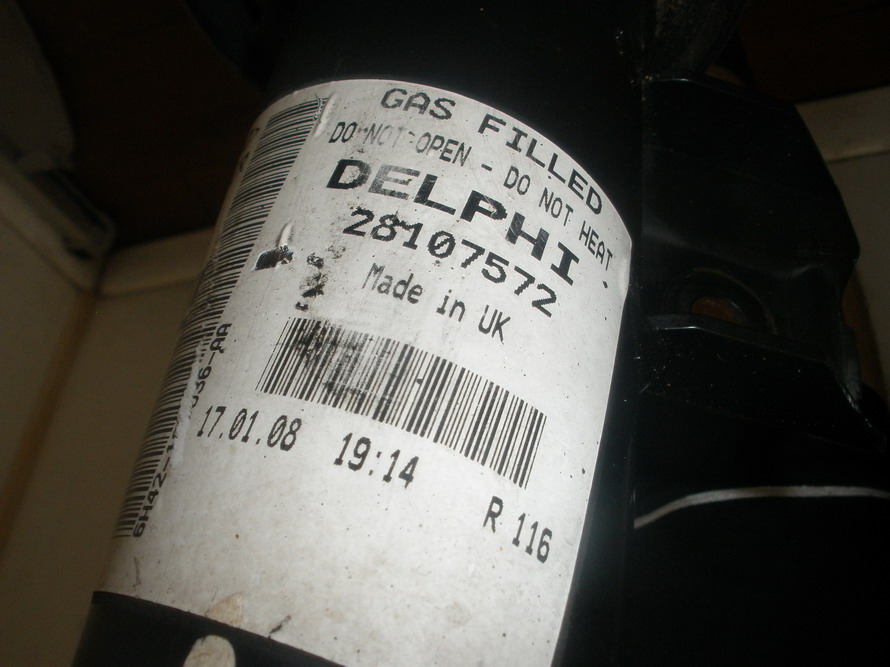 GAS FILLED
DO NOT OPEN - DO NOT HEAT -
DELPHI
28107572
Made in UK
17.01.08 19:14
R 116